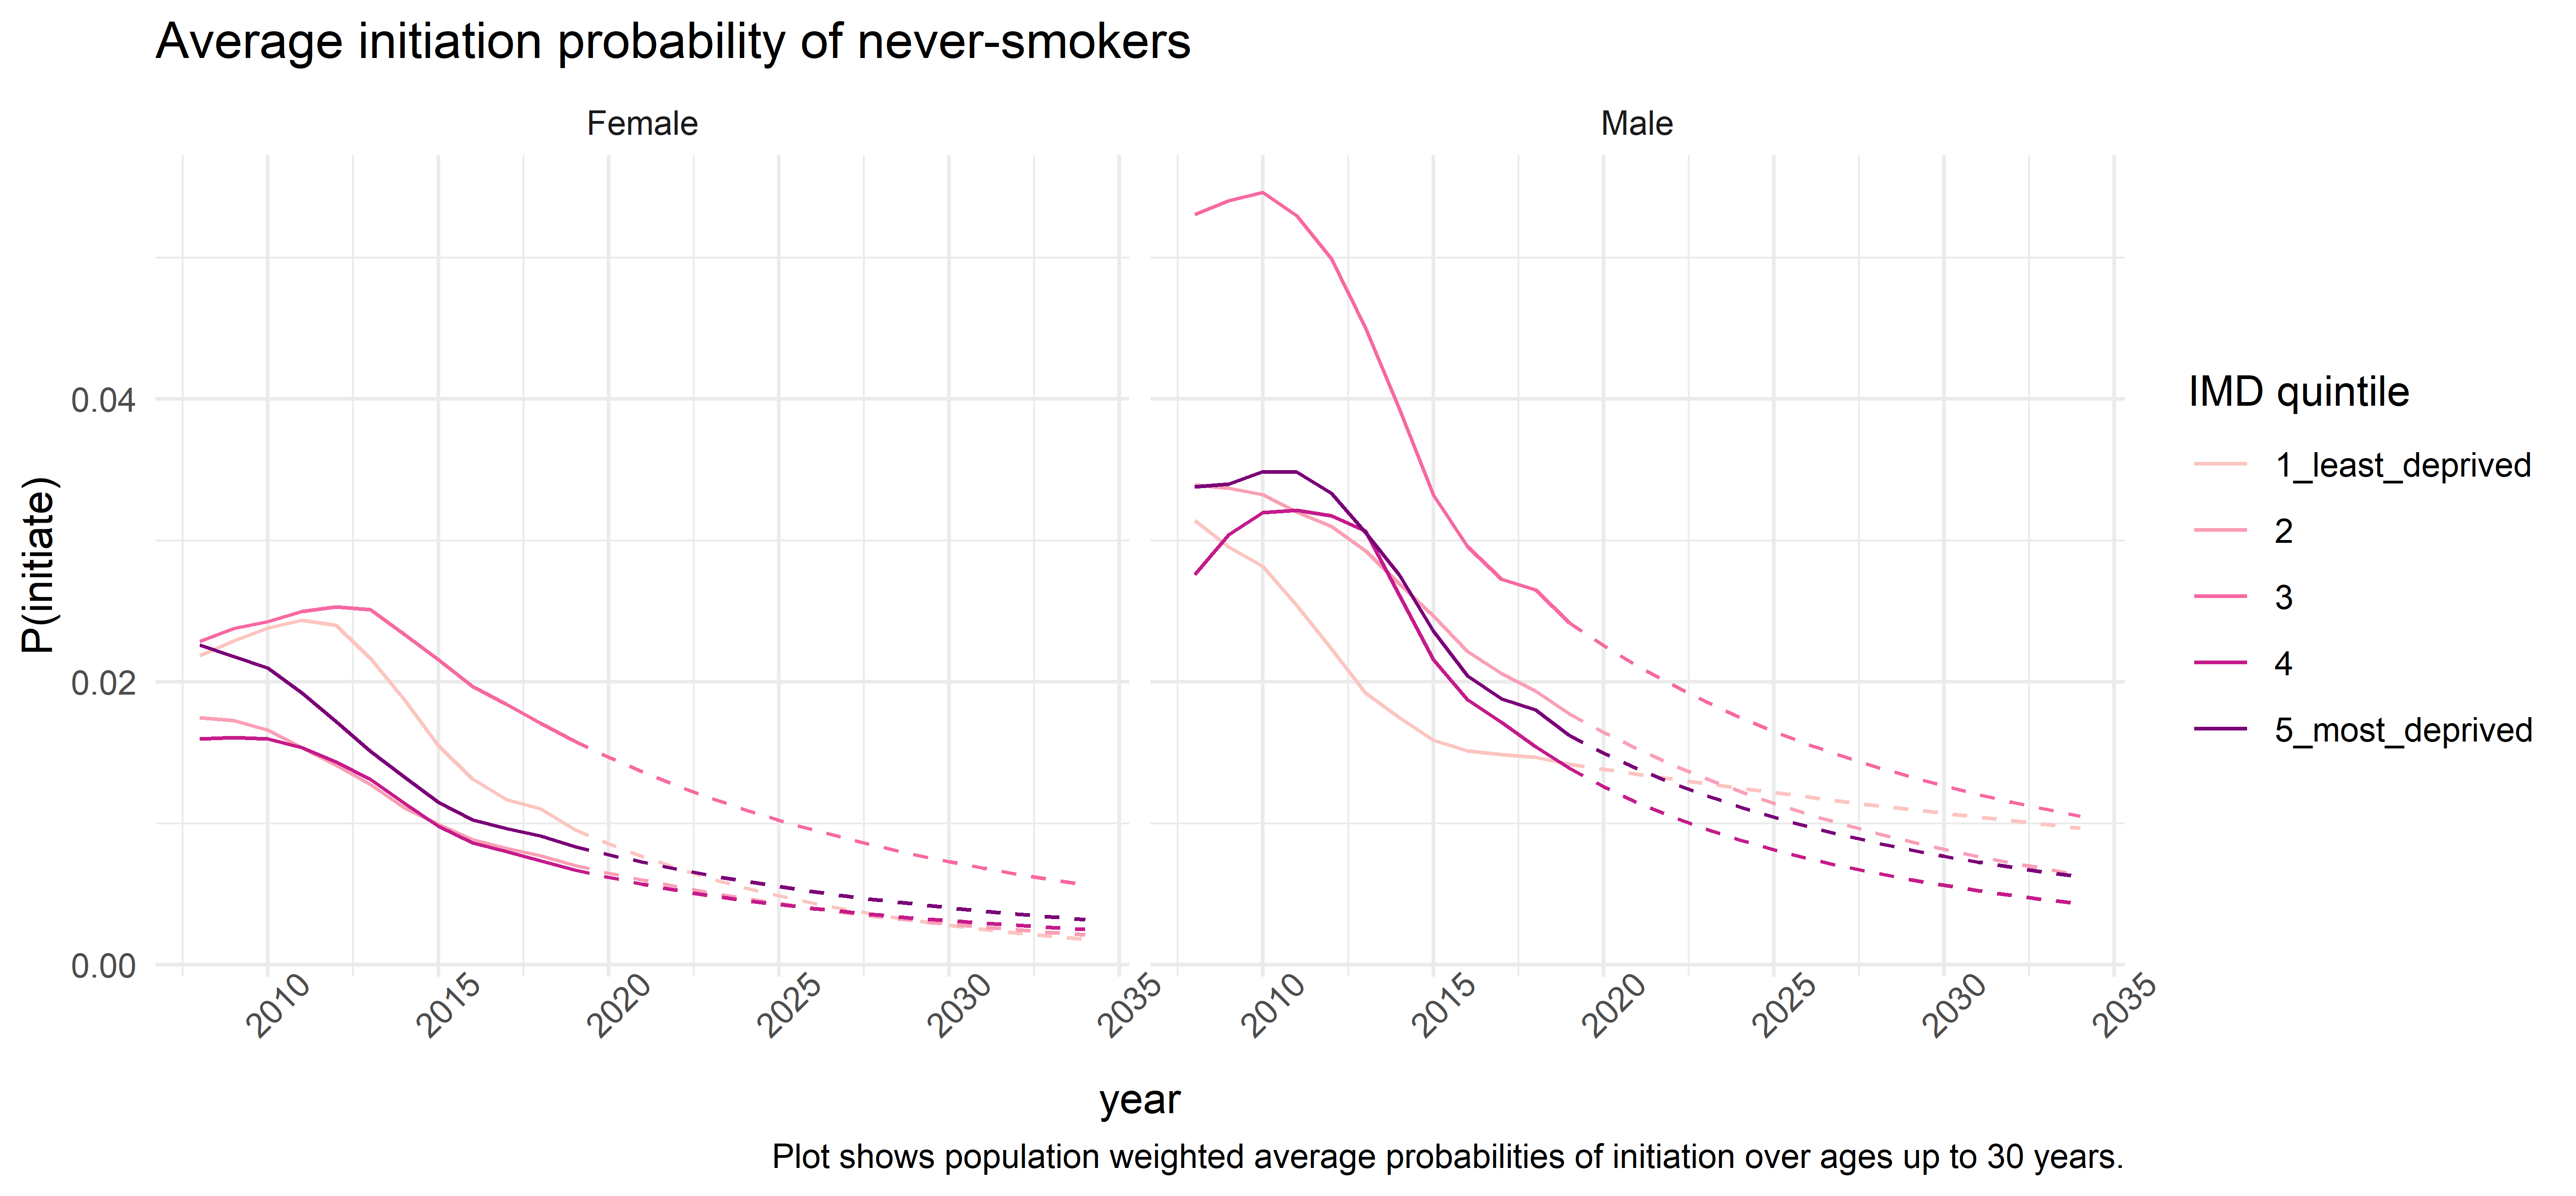 Average initiation probability of never-smokers
Female
Male
P(initiate)
0.04
0.02
0.00
2010
2015
2020
2025
2030
2035
2010
2015
2020
2025
2030
2035
year
IMD quintile
1_least_deprived
2
3
4
5_most_deprived
Plot shows population weighted average probabilities of initiation over ages up to 30 years.